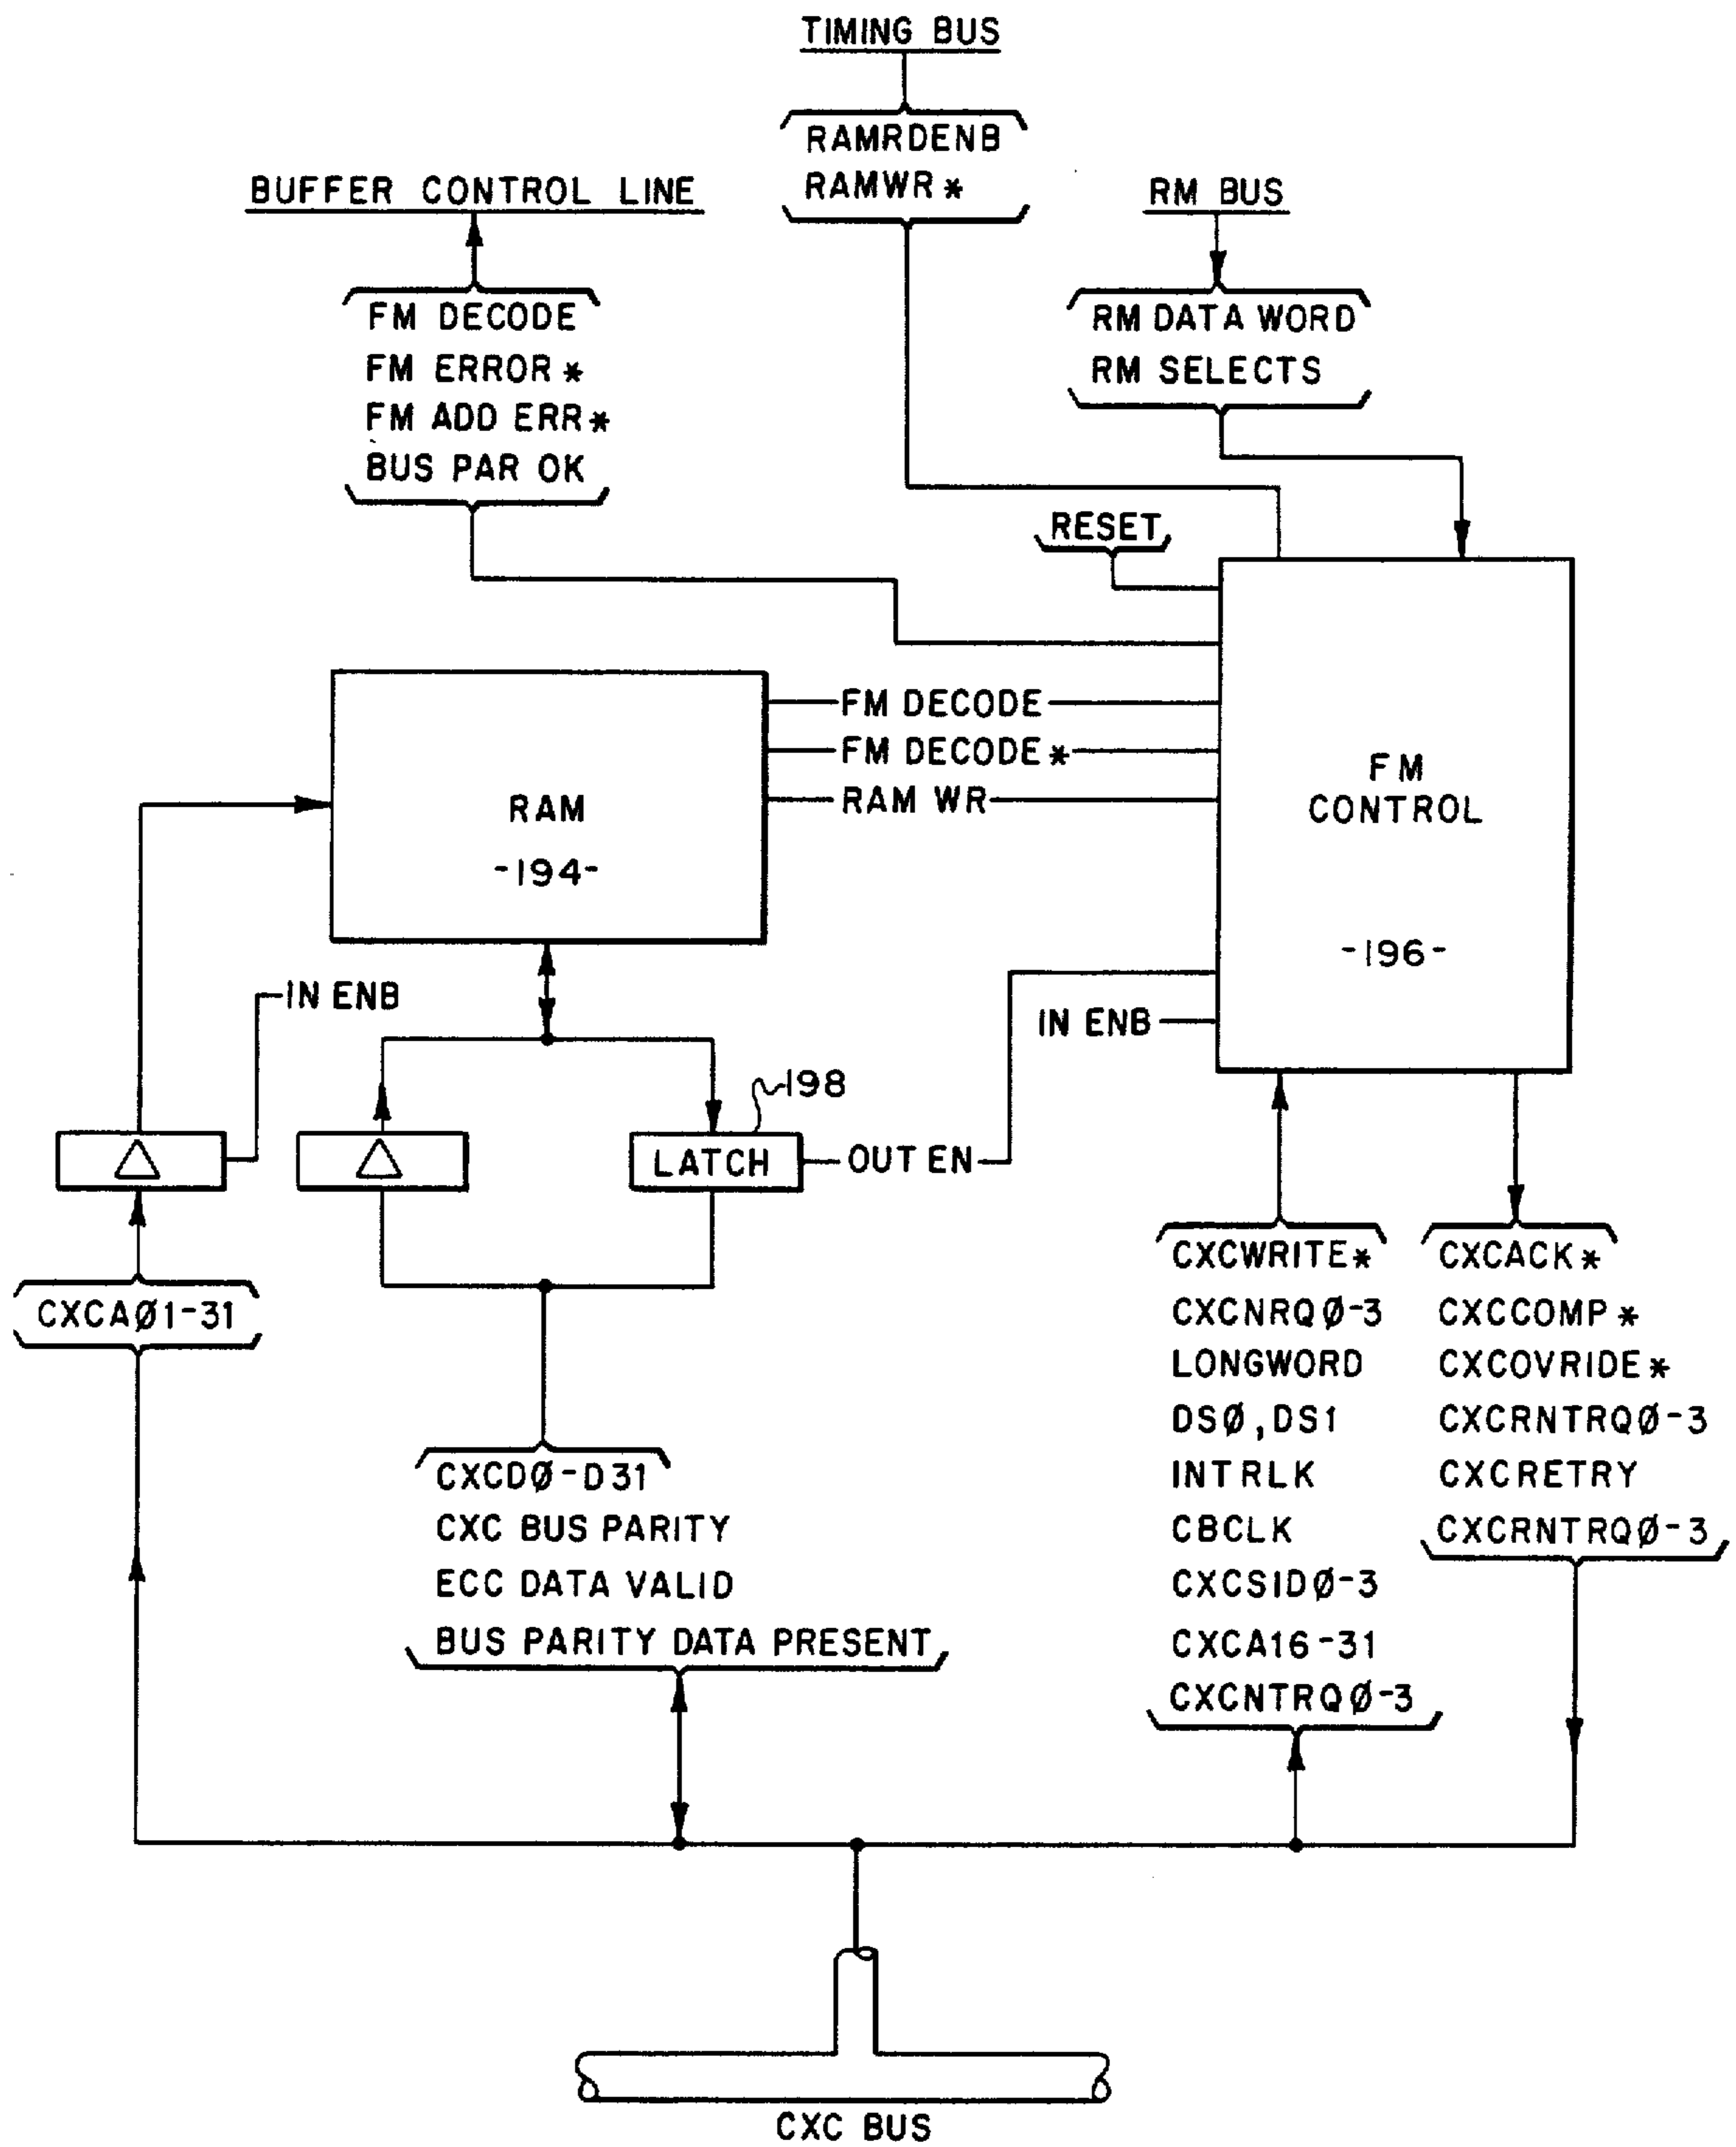 TIMING BUS
RAMRDENB
RAMWR*
BUFFER CONTROL LINE
RM BUS
FM DECODE
FM ERROR*
FM ADD ERR*
BUS PAR OK
RM DATA WORD
RM SELECTS
RESET
FM DECODE
FM DECODE*
RAM WR
RAM
-194-
FM
CONTROL
-196-
IN ENB
IN ENB
198
LATCH
OUT EN
CXCAØ1-31
CXCDØ-D31
CXC BUS PARITY
ECC DATA VALID
BUS PARITY DATA PRESENT
CXCWRITE*
CXCNRQØ-3
LONGWORD
DSØ,DS1
INTRLK
CBCLK
CXCSIDØ-3
CXCA16-31
CXCNTRQØ-3
CXCACK*
CXCCOMP*
CXCOVRIDE*
CXCRNTRQØ-3
CXCRETRY
CXCRNTRQØ-3
CXC BUS